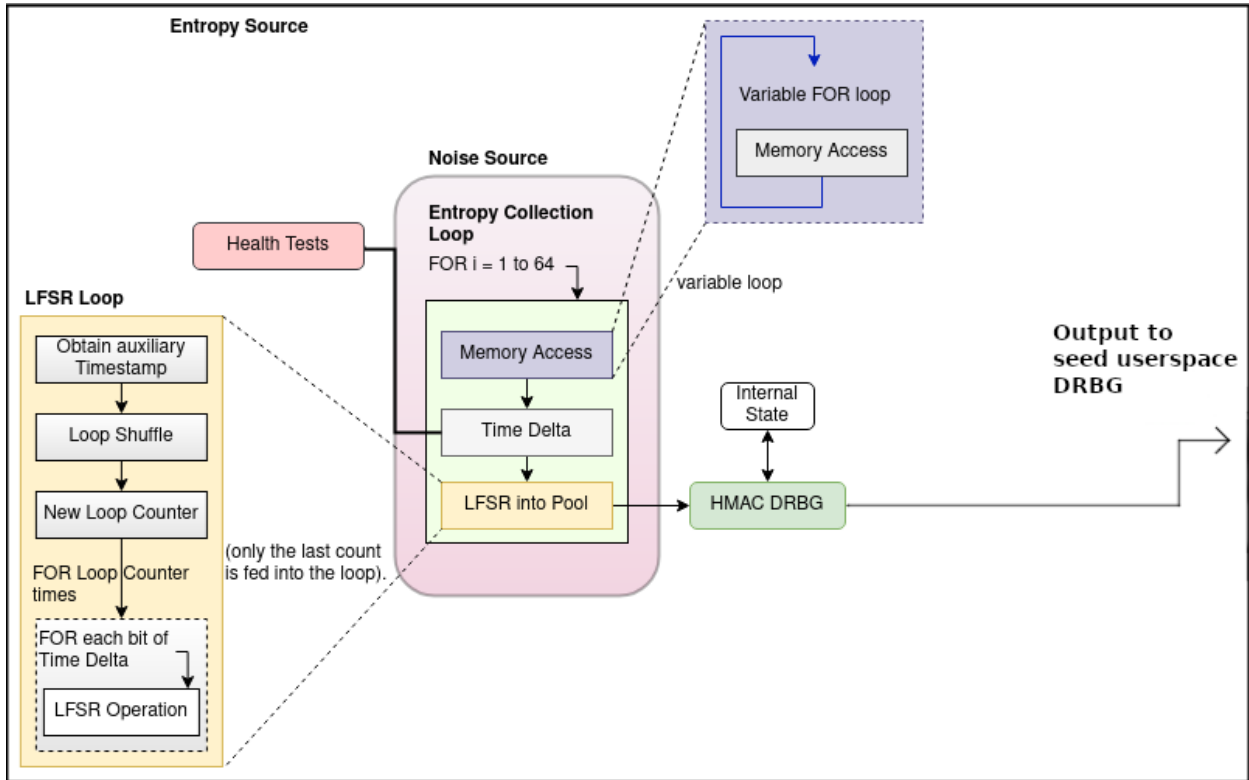 Entropy Source
Variable FOR loop
Memory Access
Noise Source
Entropy Collection
Loop
FOR i = 1 to 64
Health Tests
variable loop
LFSR Loop
Obtain auxiliary
Timestamp
Loop Shuffle
New Loop Counter
FOR Loop Counter
times
(only the last count
is fed into the loop).
FOR each bit of
Time Delta
LFSR Operation
Memory Access
Time Delta
LFSR into Pool
Internal
State
HMAC DRBG
Output to
seed userspace
DRBG